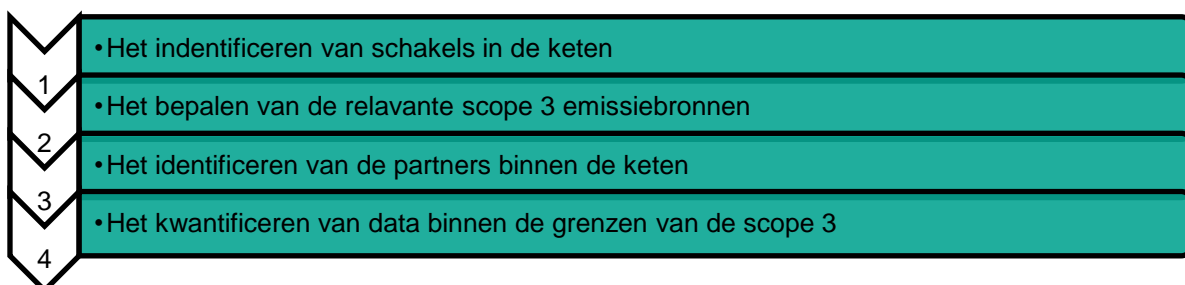 • Het indentificeren van schakels in de keten
1
• Het bepalen van de relavante scope 3 emissiebronnen
2
• Het identificeren van de partners binnen de keten
3
• Het kwantificeren van data binnen de grenzen van de scope 3
4